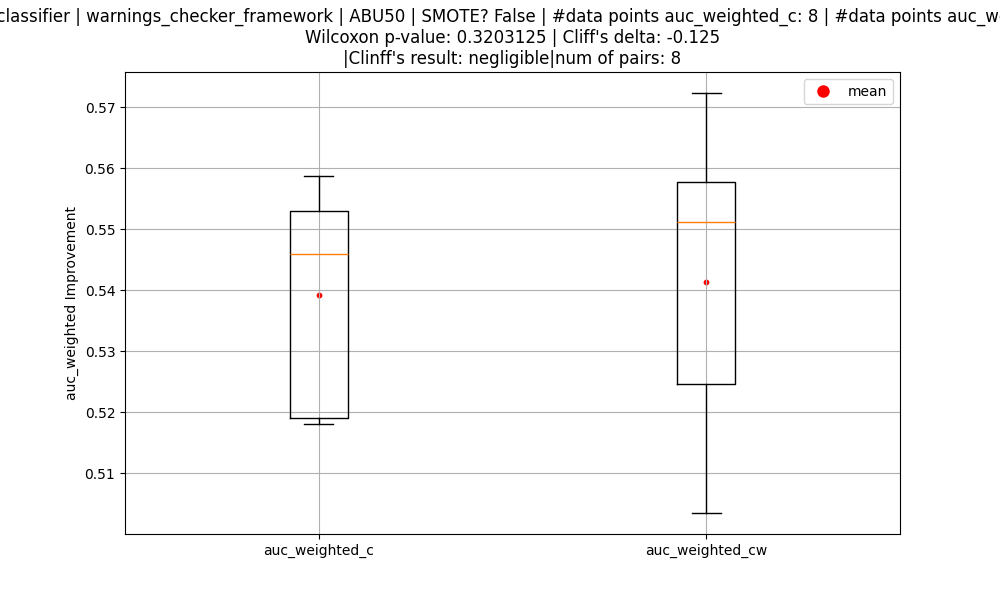 classifier | warnings_checker_framework | ABU50 | SMOTE? False | #data points auc_weighted_c: 8 | #data points
Wilcoxon p-value: 0.3203125 | Cliff's delta: -0.125
|Clinff's result: negligible|num of pairs: 8
mean
0.57
0.56
0.55
0.54
0.53
0.52
0.51
auc_weighted Improvement
auc_weighted_c
auc_weighted_cw